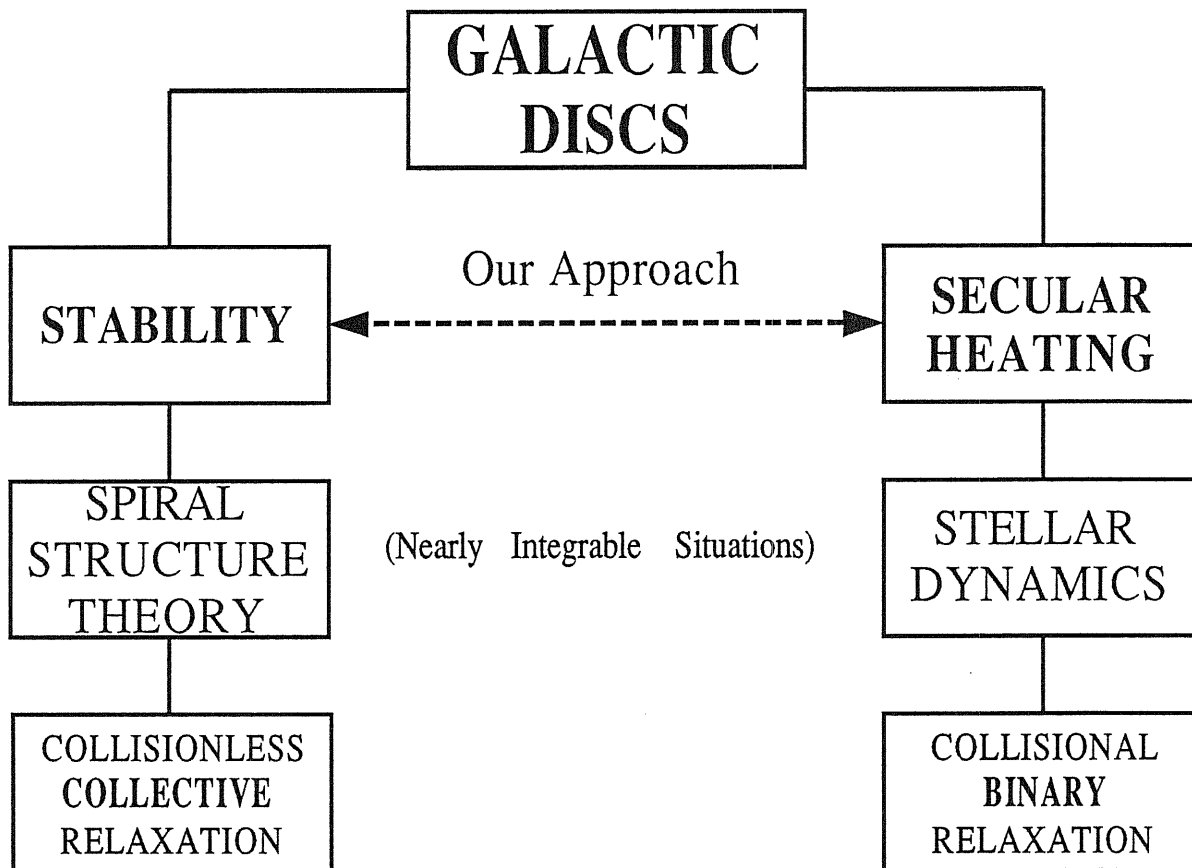 GALACTIC
DISCS
Our Approach
STABILITY
SECULAR
HEATING
SPIRAL
STRUCTURE
THEORY
(Nearly Integrable Situations)
STELLAR
DYNAMICS
COLLISIONLESS
COLLECTIVE
RELAXATION
COLLISIONAL
BINARY
RELAXATION